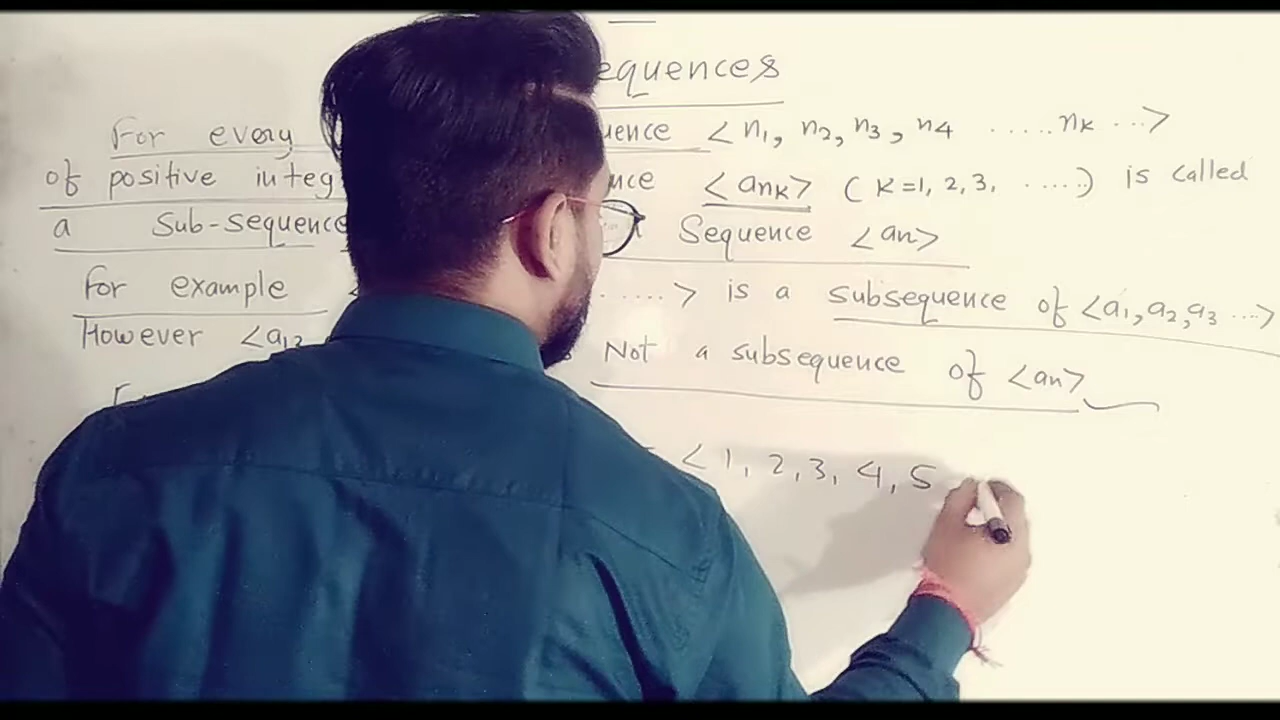 equences
For every uence < n1, n2, n3, n4 ..... nk ...>
of positive integ nce <ank> (K=1, 2, 3, .....) is called
a Sub-sequence Sequence <an>
for example < .....> is a subsequence of <a1, a2, a3 ....>
However <a12 Not a subsequence of <an>
< 1, 2, 3, 4, 5